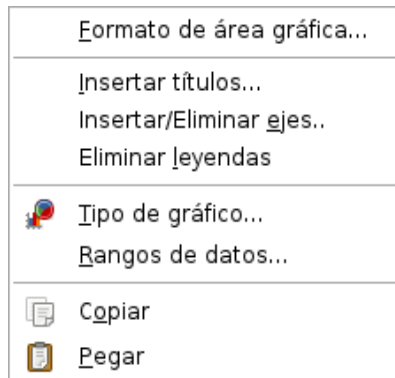 Formato de área gráfica...
Insertar títulos...
Insertar/Eliminar ejes..
Eliminar leyendas
Tipo de gráfico...
Rangos de datos...
Copiar
Pegar